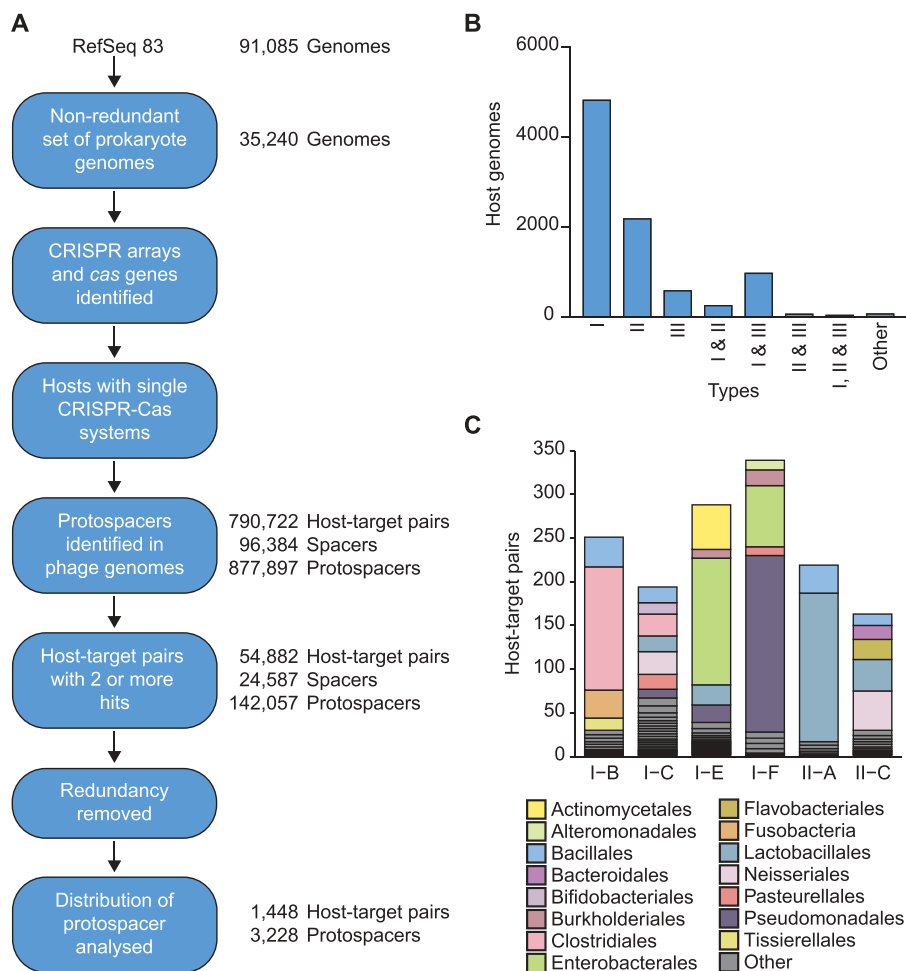 A
RefSeq 83
91,085 Genomes
Non-redundant
set of prokaryote
genomes
35,240 Genomes
CRISPR arrays
and cas genes
identified
Hosts with single
CRISPR-Cas
systems
Protospacers
identified in
phage genomes
790,722 Host-target pairs
96,384 Spacers
877,897 Protospacers
Host-target pairs
with 2 or more
hits
54,882 Host-target pairs
24,587 Spacers
142,057 Protospacers
Redundancy
removed
Distribution of
protospacer
analysed
1,448 Host-target pairs
3,228 Protospacers
B
Host genomes
6000
4000
2000
0
I
II
III
I & II
I & III
II & III
I, II & III
Other
Types
C
Host-target pairs
350
300
250
200
150
100
50
0
I−B I−C I−E I−F II−A II−C
Actinomycetales
Alteromonadales
Bacillales
Bacteroidales
Bifidobacteriales
Burkholderiales
Clostridiales
Enterobacterales
Flavobacteriales
Fusobacteria
Lactobacillales
Neisseriales
Pasteurellales
Pseudomonadales
Tissierellales
Other